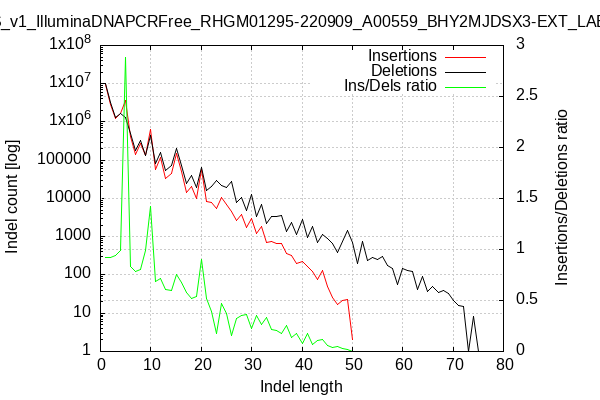 S_v1_IlluminaDNAPCRFree_RHGM01295-220909_A00559_BHY2MJDSX3-EXT_LAB
Insertions
Deletions
Ins/Dels ratio
1x10^8
1x10^7
1x10^6
100000
10000
1000
100
10
1
3
2.5
2
1.5
1
0.5
0
0 10 20 30 40 50 60 70 80
Indel length
Indel count [log]
Insertions/Deletions ratio